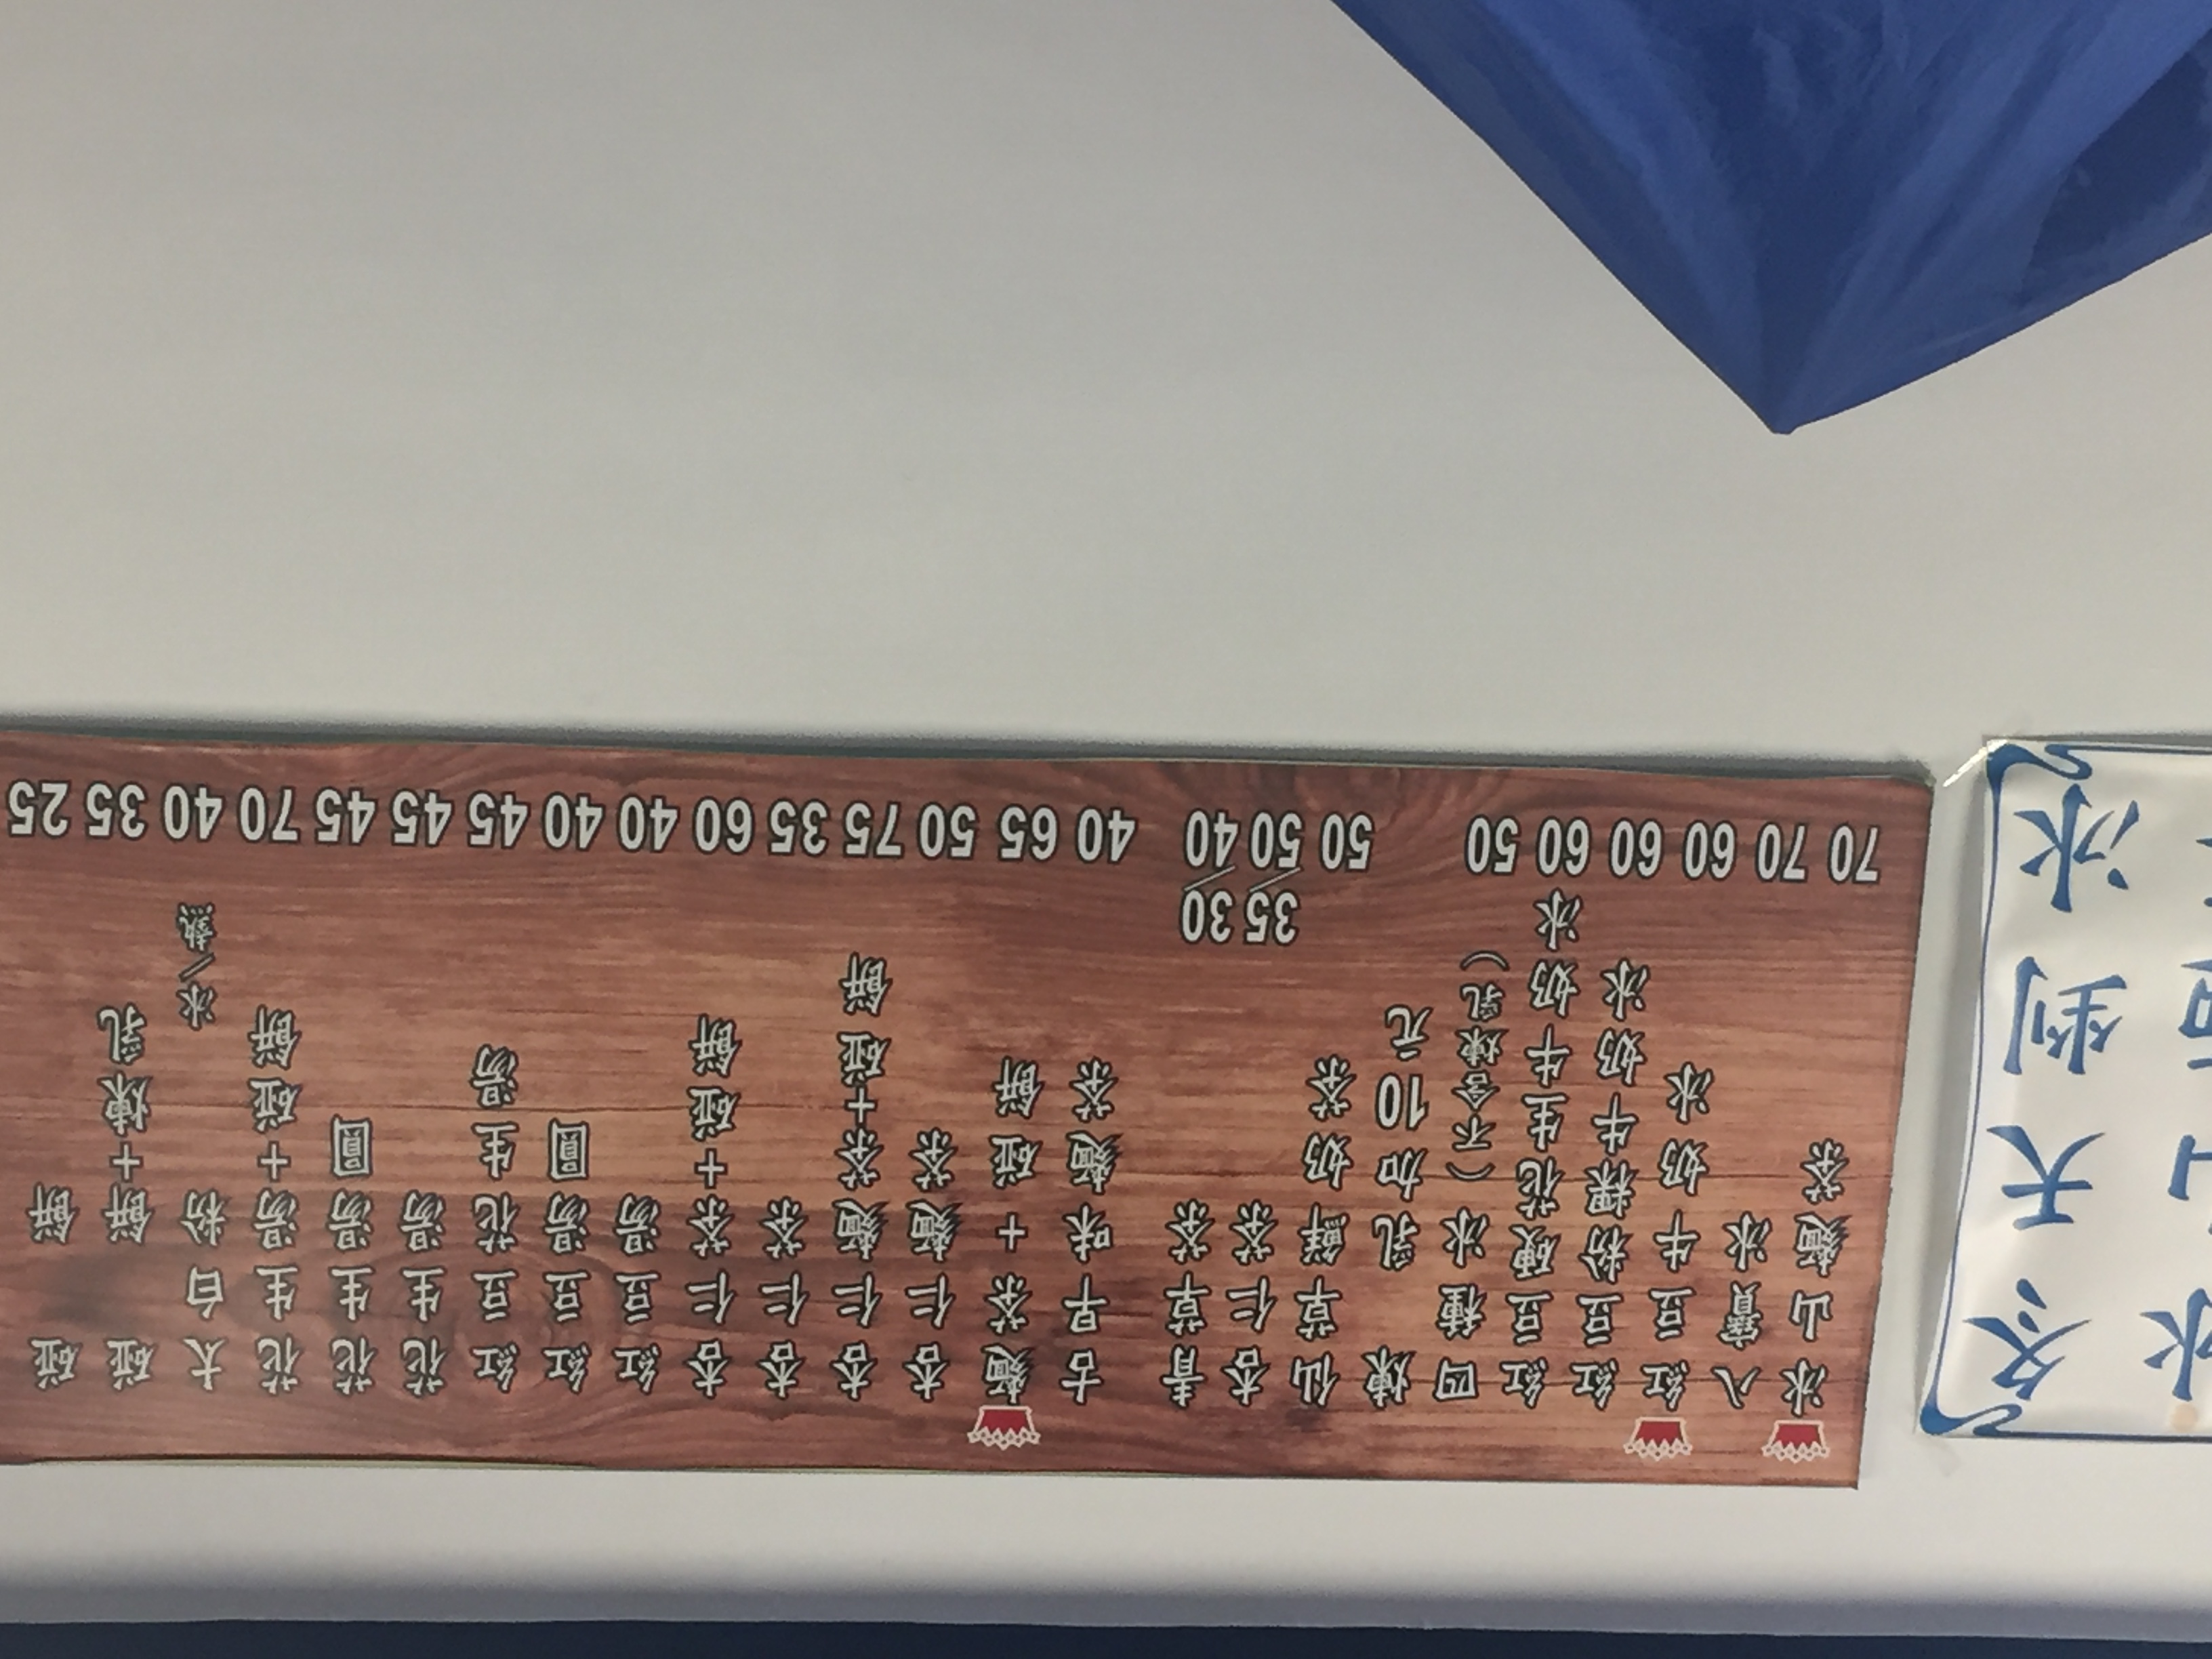 碰餅 25
碰餅+煉乳 35
太白粉 冰/熱 40
花生湯+碰餅 70
花生湯圓 45
花生湯 45
紅豆花生湯 45
紅豆湯圓 40
紅豆湯 40
杏仁茶+碰餅 60
杏仁茶 35
杏仁麵茶+碰餅 75
杏仁麵茶 50
麵茶+碰餅 65
古早味麵茶 40
青草茶 30/40
杏仁茶 35/50
仙草鮮奶茶 50
煉乳加10元
四種冰(不含煉乳) 50
紅豆硬花生牛奶冰 60
紅豆粉粿牛奶冰 60
紅豆牛奶冰 60
八寶冰 70
冰山麵茶 70
冬天剉冰
冰山